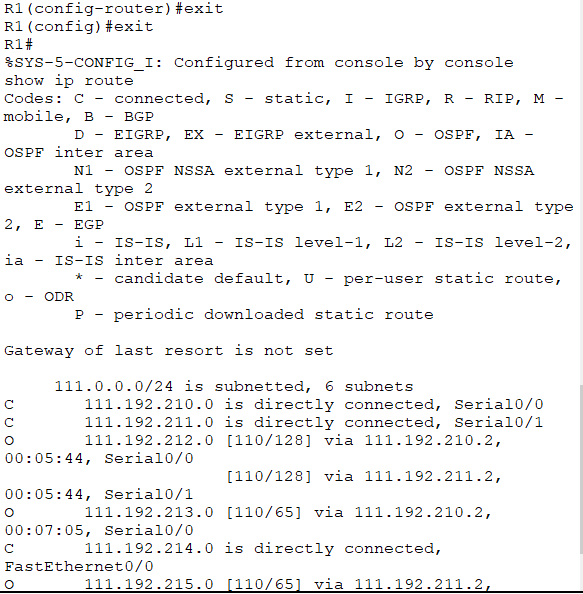 R1(config-router)#exit
R1(config)#exit
R1#
%SYS-5-CONFIG_I: Configured from console by console
show ip route
Codes: C - connected, S - static, I - IGRP, R - RIP, M -
mobile, B - BGP
       D - EIGRP, EX - EIGRP external, O - OSPF, IA -
OSPF inter area
       N1 - OSPF NSSA external type 1, N2 - OSPF NSSA
external type 2
       E1 - OSPF external type 1, E2 - OSPF external type
2, E - EGP
       i - IS-IS, L1 - IS-IS level-1, L2 - IS-IS level-2,
ia - IS-IS inter area
       * - candidate default, U - per-user static route,
o - ODR
       P - periodic downloaded static route
Gateway of last resort is not set
     111.0.0.0/24 is subnetted, 6 subnets
C       111.192.210.0 is directly connected, Serial0/0
C       111.192.211.0 is directly connected, Serial0/1
O       111.192.212.0 [110/128] via 111.192.210.2,
00:05:44, Serial0/0
                      [110/128] via 111.192.211.2,
00:05:44, Serial0/1
O       111.192.213.0 [110/65] via 111.192.210.2,
00:07:05, Serial0/0
C       111.192.214.0 is directly connected,
FastEthernet0/0
O       111.192.215.0 [110/65] via 111.192.211.2,